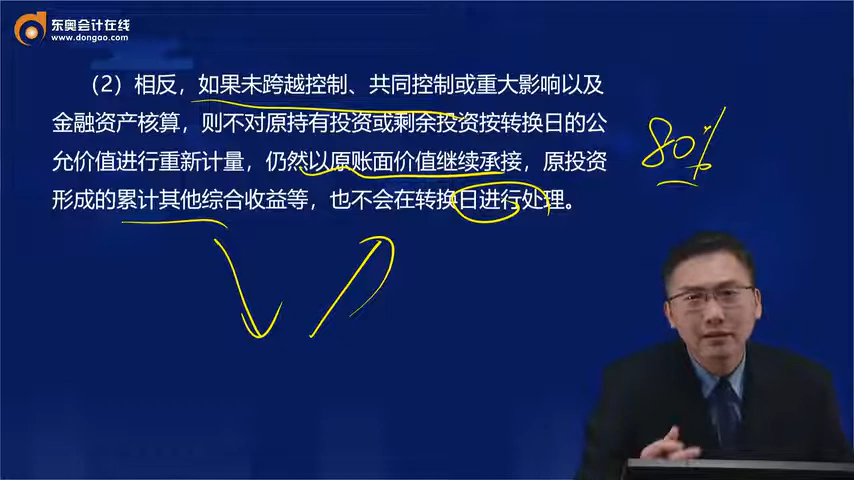 东奥会计在线
www.dongao.com
（2）相反，如果未跨越控制、共同控制或重大影响以及
金融资产核算，则不对原持有投资或剩余投资按转换日的公
允价值进行重新计量，仍然以原账面价值继续承接，原投资
形成的累计其他综合收益等，也不会在转换日进行处理。
80%